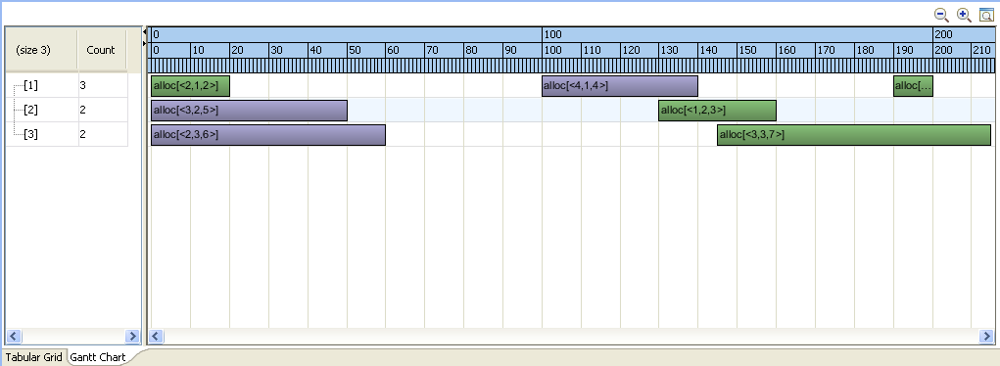 (size 3) Count
0 100 200
0 10 20 30 40 50 60 70 80 90 100 110 120 130 140 150 160 170 180 190 200 210
[1] 3 alloc[<2,1,2>] alloc[<4,1,4>] alloc[...
[2] 2 alloc[<3,2,5>] alloc[<1,2,3>]
[3] 2 alloc[<2,3,6>] alloc[<3,3,7>]
Tabular Grid Gantt Chart